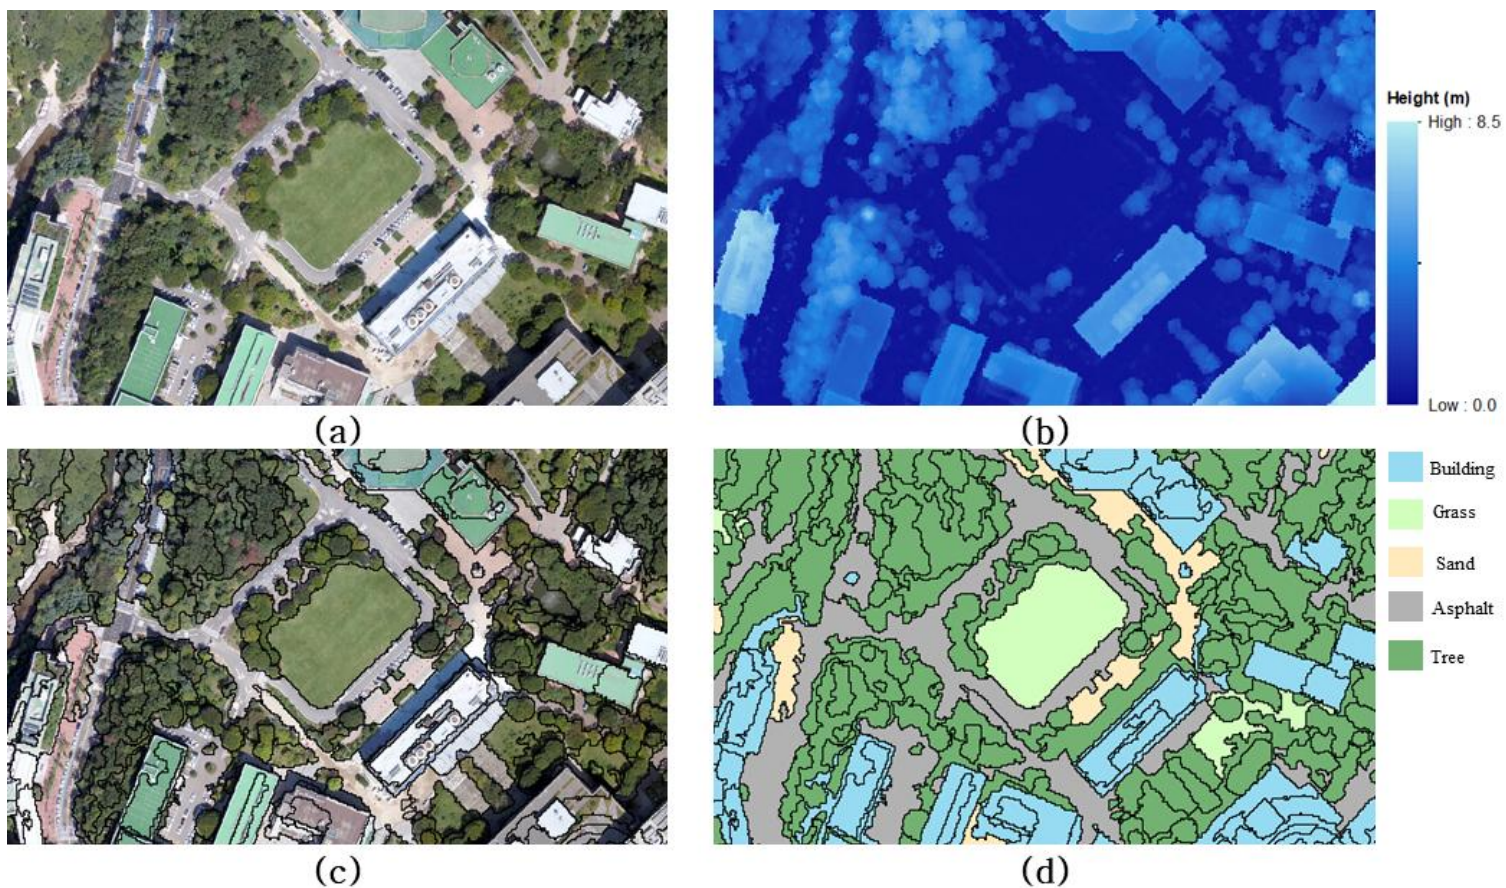 Height (m)
High : 8.5
Low : 0.0
(a)
(b)
Building
Grass
Sand
Asphalt
Tree
(c)
(d)